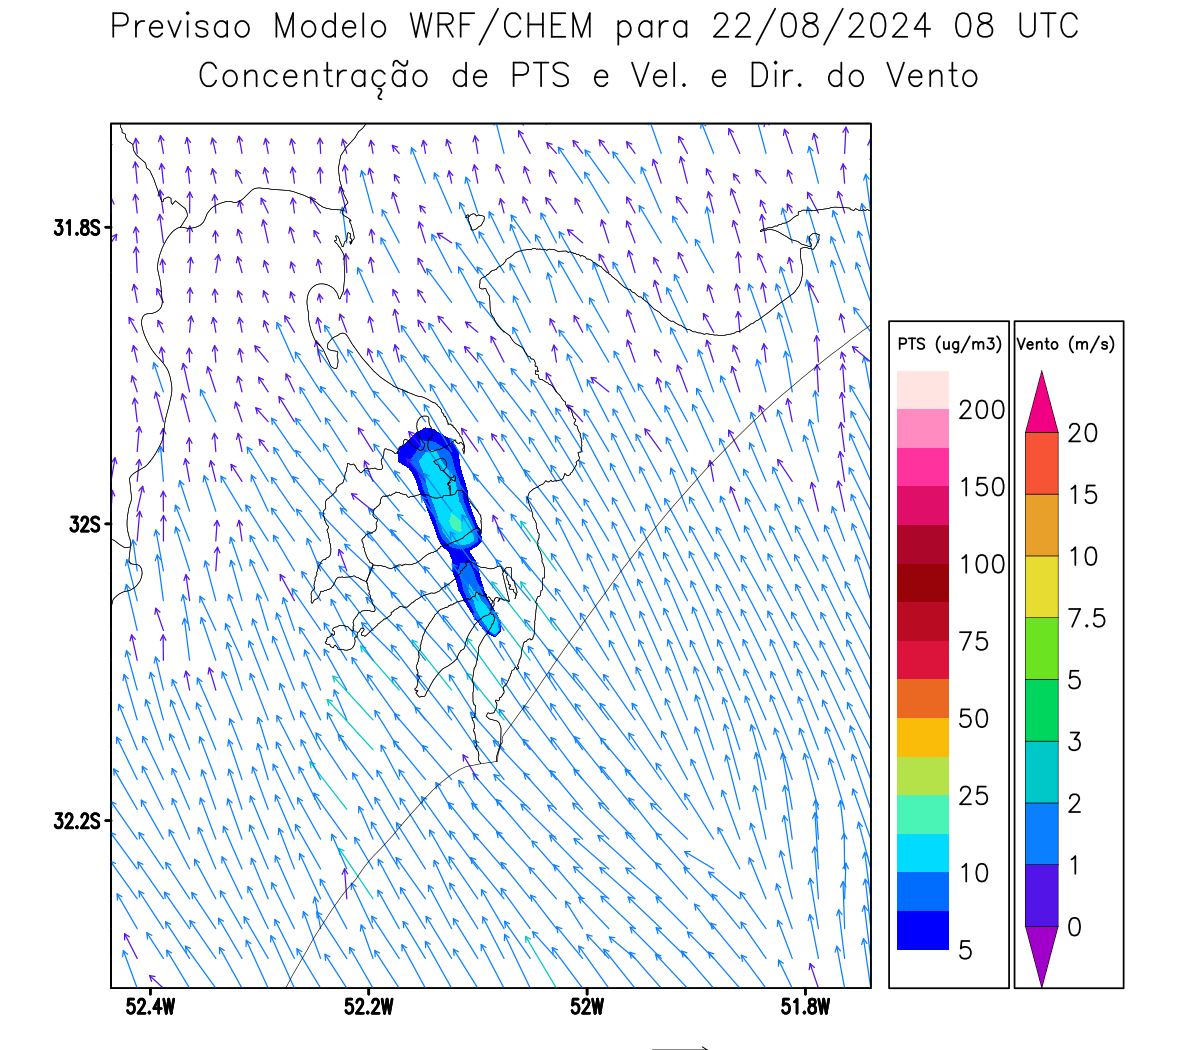 Previsao Modelo WRF/CHEM para 22/08/2024 08 UTC
Concentração de PTS e Vel. e Dir. do Vento
31.8S
32S
32.2S
52.4W
52.2W
52W
51.8W
PTS (ug/m3)
200
150
100
75
50
25
10
5
Vento (m/s)
20
15
10
7.5
5
3
2
1
0